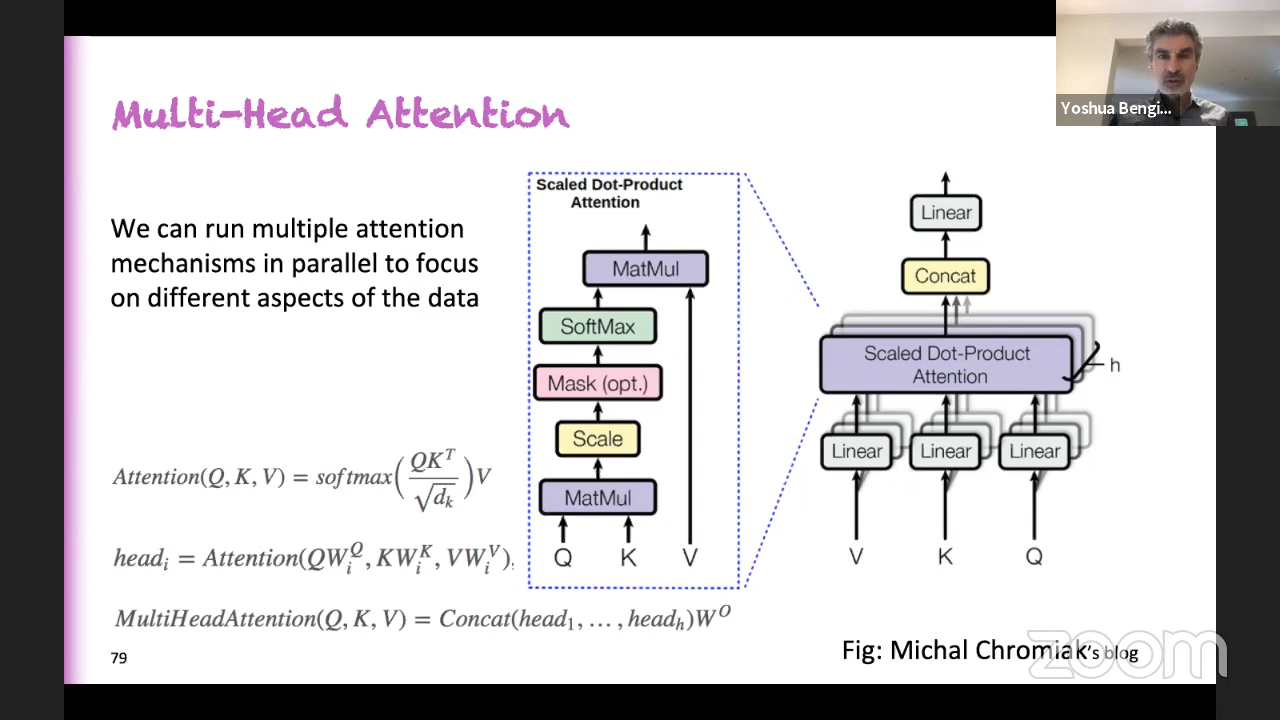 Yoshua Bengi...
Multi-Head Attention
We can run multiple attention
mechanisms in parallel to focus
on different aspects of the data
Attention(Q, K, V) = softmax(QK^T / √d_k)V
head_i = Attention(QW_i^Q, KW_i^K, VW_i^V),
MultiHeadAttention(Q, K, V) = Concat(head_1, … , head_h)W^O
Scaled Dot-Product
Attention
MatMul
SoftMax
Mask (opt.)
Scale
MatMul
Q K V
Linear
Concat
Scaled Dot-Product
Attention
h
Linear Linear Linear
V K Q
Fig: Michal Chromiak's blog
79
zoom